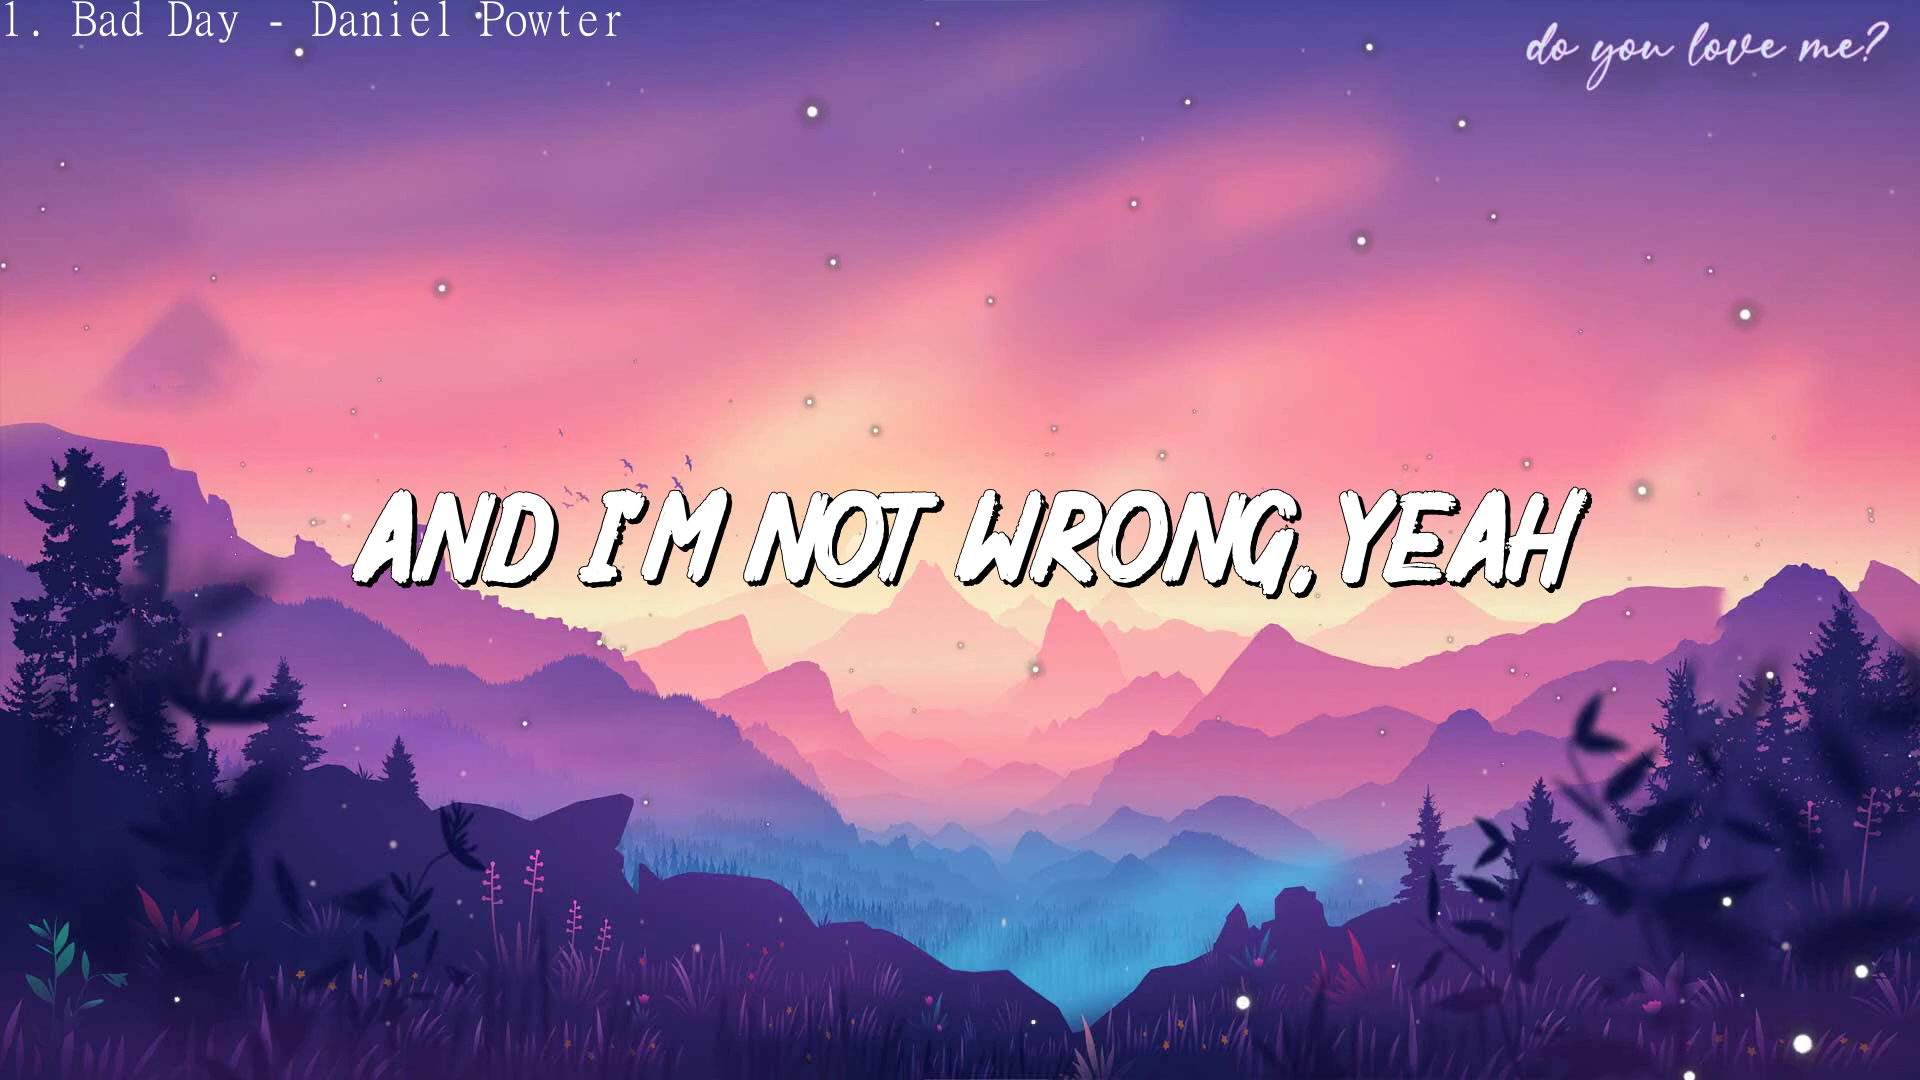 1. Bad Day - Daniel Powter
do you love me?
AND I'M NOT WRONG, YEAH